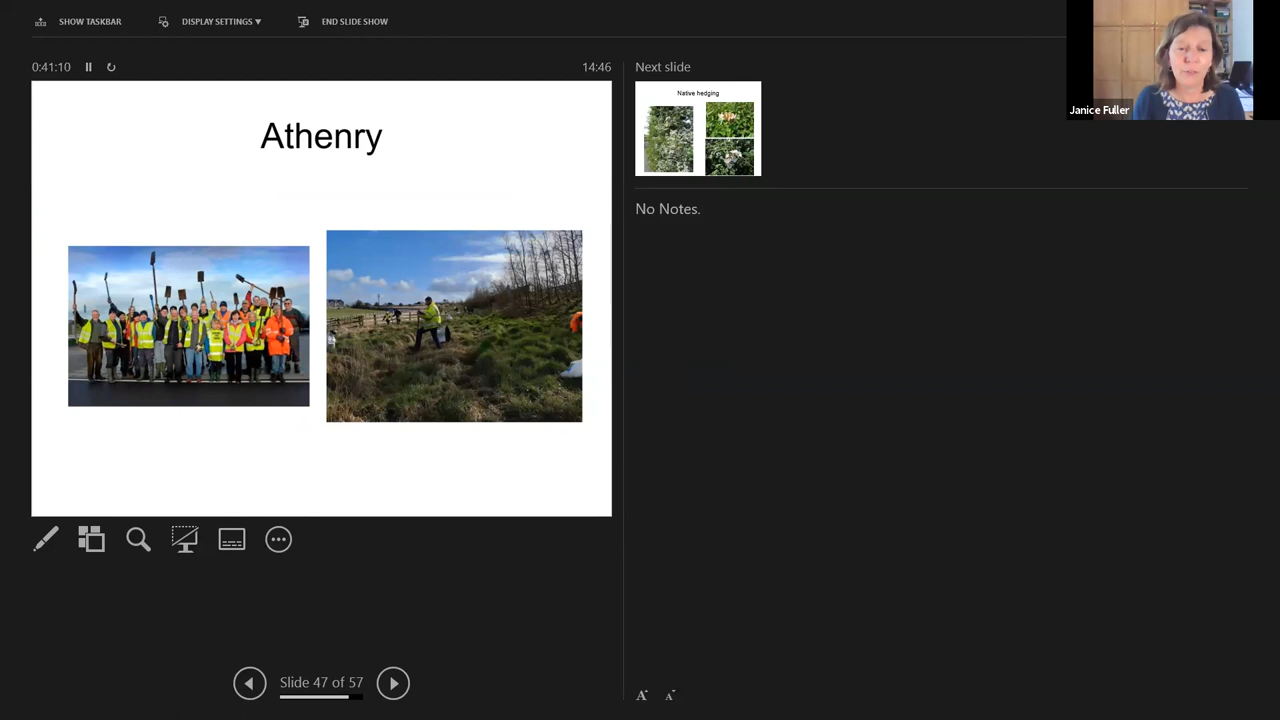 SHOW TASKBAR
DISPLAY SETTINGS ▼
END SLIDE SHOW
0:41:10
14:46
Next slide
Athenry
Native hedging
Janice Fuller
No Notes.
Slide 47 of 57
A
A